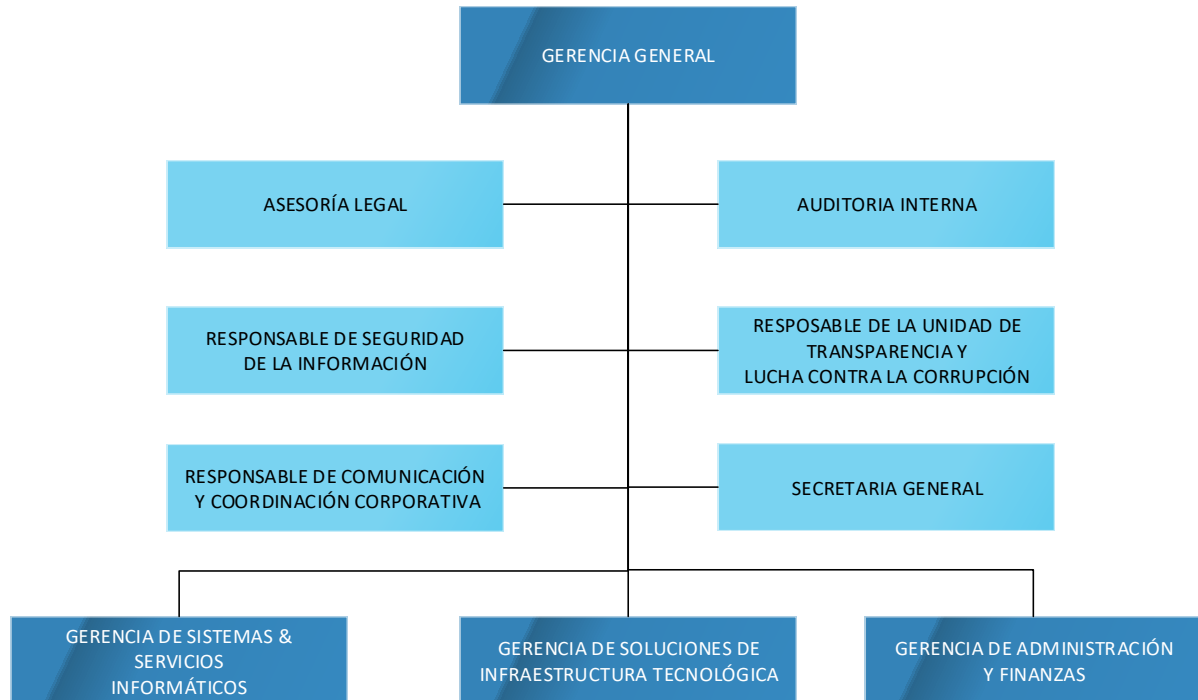 GERENCIA GENERAL
ASESORÍA LEGAL
AUDITORIA INTERNA
RESPONSABLE DE SEGURIDAD
DE LA INFORMACIÓN
RESPOSABLE DE LA UNIDAD DE
TRANSPARENCIA Y
LUCHA CONTRA LA CORRUPCIÓN
RESPONSABLE DE COMUNICACIÓN
Y COORDINACIÓN CORPORATIVA
SECRETARIA GENERAL
GERENCIA DE SISTEMAS &
SERVICIOS
INFORMÁTICOS
GERENCIA DE SOLUCIONES DE
INFRAESTRUCTURA TECNOLÓGICA
GERENCIA DE ADMINISTRACIÓN
Y FINANZAS